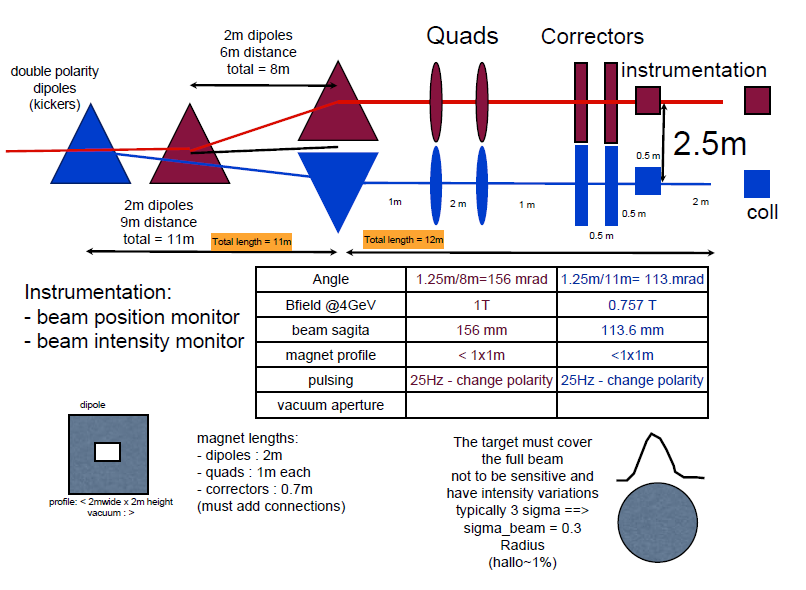 Quads
Correctors
2m dipoles
6m distance
total = 8m
double polarity
dipoles
(kickers)
instrumentation
2.5m
0.5 m
coll
1m
2 m
1 m
0.5 m
2 m
0.5 m
2m dipoles
9m distance
total = 11m
Total length = 11m
Total length = 12m
Instrumentation:
- beam position monitor
- beam intensity monitor
Angle 1.25m/8m=156 mrad 1.25m/11m= 113.mrad
Bfield @4GeV 1T 0.757 T
beam sagita 156 mm 113.6 mm
magnet profile < 1x1m <1x1m
pulsing 25Hz - change polarity 25Hz - change polarity
vacuum aperture
dipole
profile: < 2mwide x 2m height
vacuum : >
magnet lengths:
- dipoles : 2m
- quads : 1m each
- correctors : 0.7m
(must add connections)
The target must cover
the full beam
not to be sensitive and
have intensity variations
typically 3 sigma ==>
sigma_beam = 0.3
Radius
(hallo~1%)